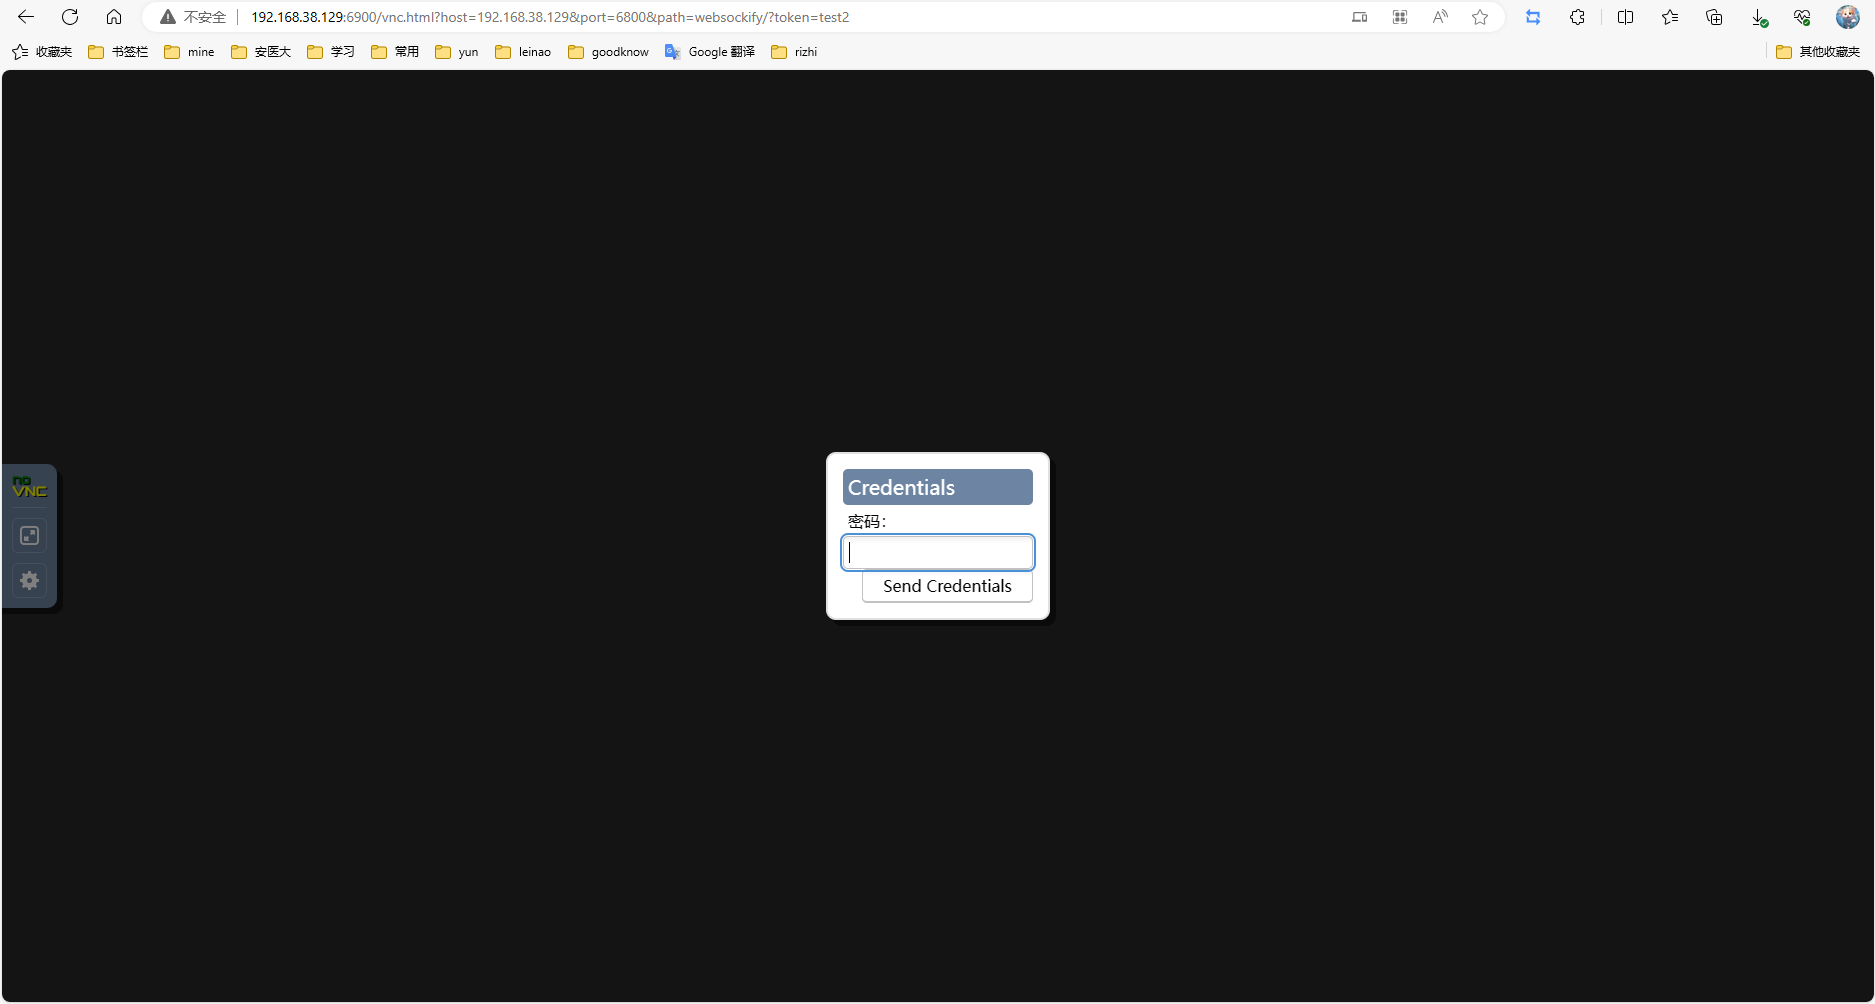 不安全 192.168.38.129:6900/vnc.html?host=192.168.38.129&port=6800&path=websockify/?token=test2
收藏夹 书签栏 mine 安医大 学习 常用 yun leinao goodknow Google 翻译 rizhi 其他收藏夹
no
VNC
Credentials
密码：
Send Credentials